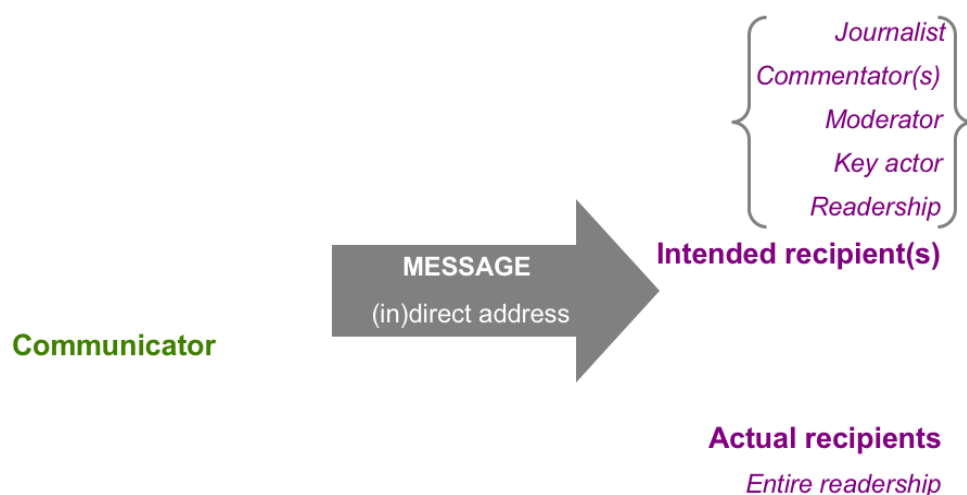 Journalist
Commentator(s)
Moderator
Key actor
Readership
Intended recipient(s)
MESSAGE
(in)direct address
Communicator
Actual recipients
Entire readership